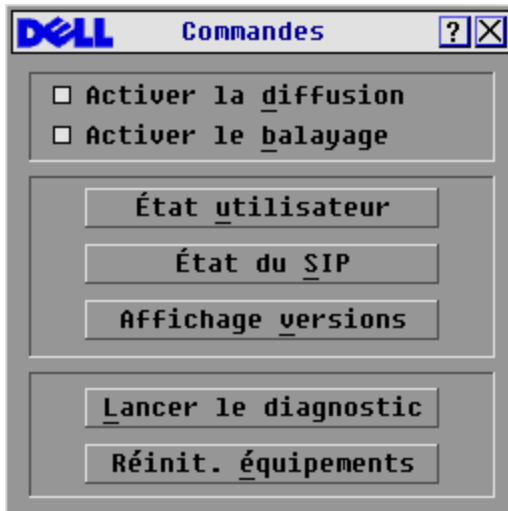 DELL Commandes ? X
Activer la diffusion
Activer le balayage
État utilisateur
État du SIP
Affichage versions
Lancer le diagnostic
Réinit. équipements